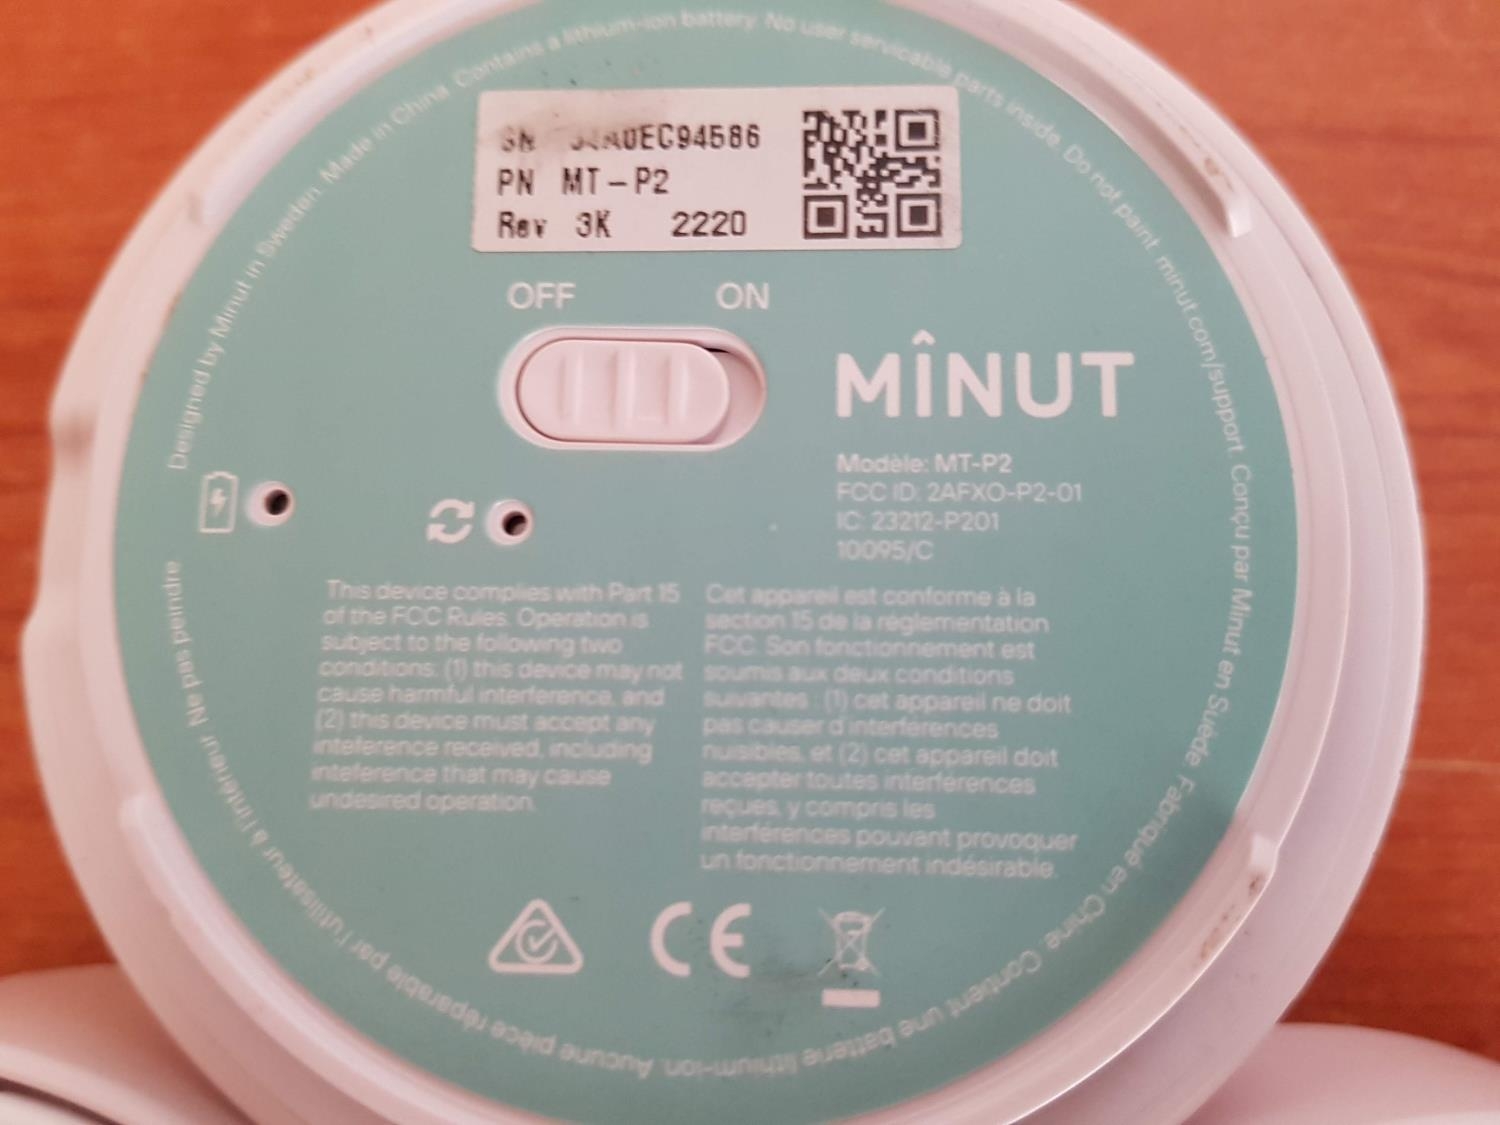 Designed by Minut in Sweden. Made in China. Contains a lithium-ion battery. No user servicable parts inside. Do not paint. minut.com/support. Conçu par Minut en Suède. Fabriqué en Chine. Contient une batterie lithium-ion. Aucune pièce réparable par l'utilisateur à l'intérieur. Ne pas peindre
SN 0EC94586
PN MT-P2
Rev 3K 2220
OFF ON
MÎNUT
Modèle: MT-P2
FCC ID: 2AFXO-P2-01
IC: 23212-P201
10095/C
This device complies with Part 15
of the FCC Rules. Operation is
subject to the following two
conditions: (1) this device may not
cause harmful interference, and
(2) this device must accept any
inteference received, including
inteference that may cause
undesired operation.
Cet appareil est conforme à la
section 15 de la réglementation
FCC. Son fonctionnement est
soumis aux deux conditions
suivantes : (1) cet appareil ne doit
pas causer d'interférences
nuisibles, et (2) cet appareil doit
accepter toutes interférences
reçues, y compris les
interférences pouvant provoquer
un fonctionnement indésirable.
CE